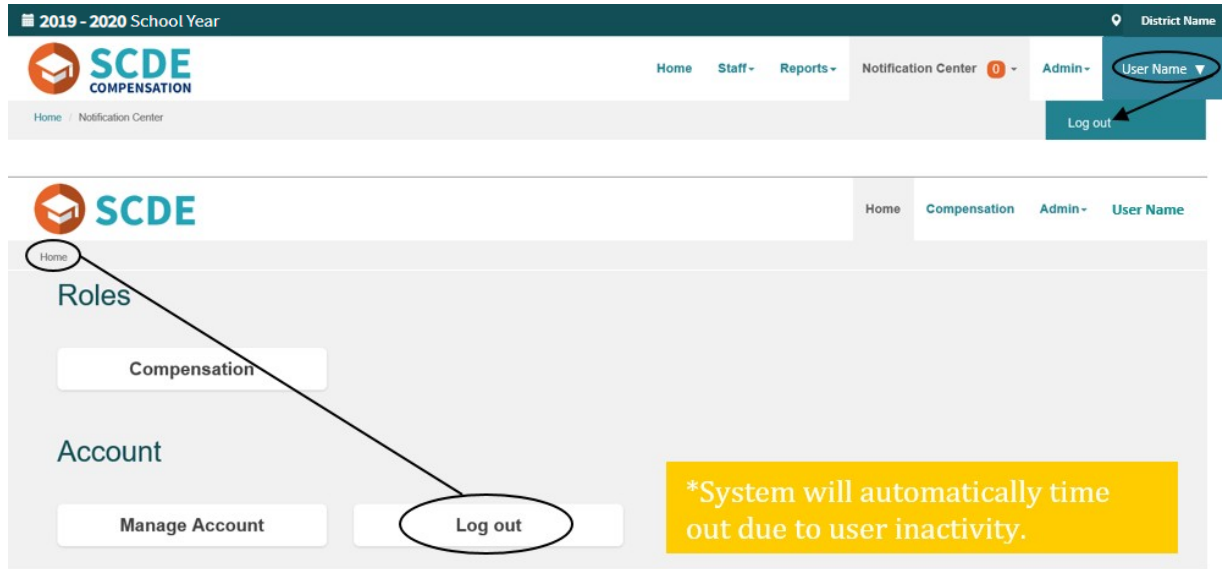 2019 - 2020 School Year
District Name
SCDE
COMPENSATION
Home Staff Reports Notification Center 0 Admin User Name ▼
Home / Notification Center
Log out
SCDE
Home Compensation Admin User Name
Home
Roles
Compensation
Account
Manage Account Log out
*System will automatically time
out due to user inactivity.